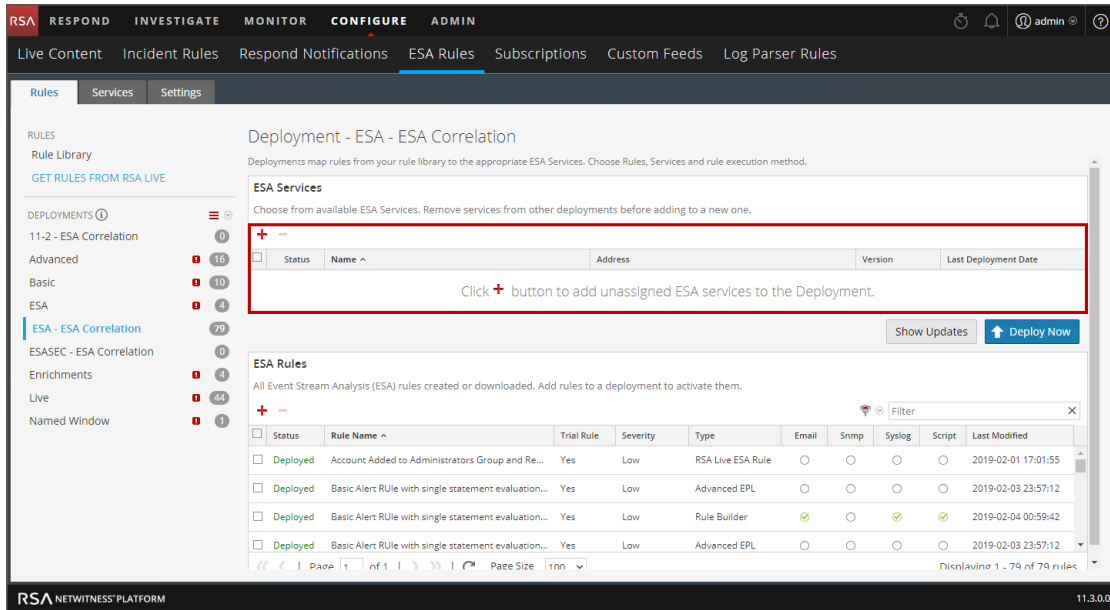 RSA RESPOND INVESTIGATE MONITOR CONFIGURE ADMIN admin ?
Live Content Incident Rules Respond Notifications ESA Rules Subscriptions Custom Feeds Log Parser Rules
Rules Services Settings
RULES
Rule Library
GET RULES FROM RSA LIVE
DEPLOYMENTS
11-2 - ESA Correlation 0
Advanced 16
Basic 10
ESA 4
ESA - ESA Correlation 79
ESASEC - ESA Correlation 0
Enrichments 4
Live 44
Named Window 1
Deployment - ESA - ESA Correlation
Deployments map rules from your rule library to the appropriate ESA Services. Choose Rules, Services and rule execution method.
ESA Services
Choose from available ESA Services. Remove services from other deployments before adding to a new one.
Status Name Address Version Last Deployment Date
Click + button to add unassigned ESA services to the Deployment.
Show Updates Deploy Now
ESA Rules
All Event Stream Analysis (ESA) rules created or downloaded. Add rules to a deployment to activate them.
Filter X
Status Rule Name Trial Rule Severity Type Email Snmp Syslog Script Last Modified
Deployed Account Added to Administrators Group and Re... Yes Low RSA Live ESA Rule 2019-02-01 17:01:55
Deployed Basic Alert RUle with single statement evaluation... Yes Low Advanced EPL 2019-02-03 23:57:12
Deployed Basic Alert RUle with single statement evaluation... Yes Low Rule Builder 2019-02-04 00:59:42
Deployed Basic Alert RUle with single statement evaluation... Yes Low Advanced EPL 2019-02-03 23:57:12
Page 1 of 1 Page Size 100 Displaying 1 - 79 of 79 rules
RSA NETWITNESS® PLATFORM 11.3.0.0